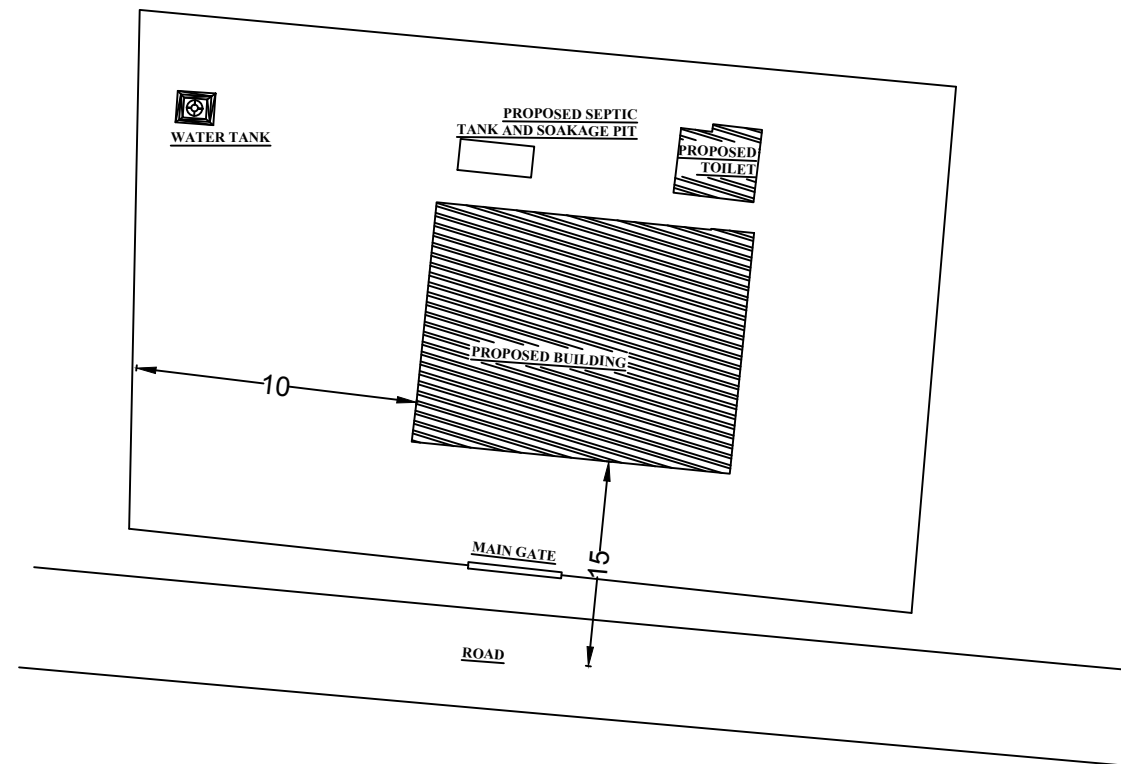 PROPOSED SEPTIC
TANK AND SOAKAGE PIT
WATER TANK
PROPOSED
TOILET
PROPOSED BUILDING
10
MAIN GATE
15
ROAD